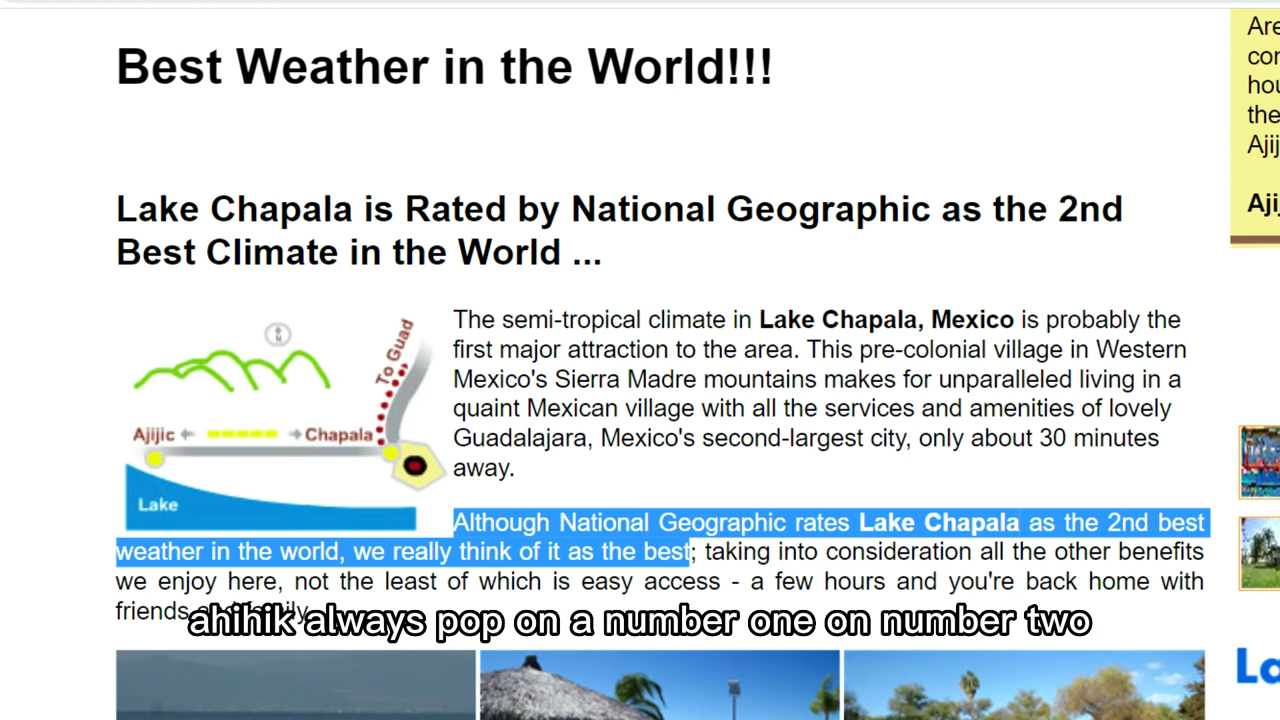 Best Weather in the World!!!
Lake Chapala is Rated by National Geographic as the 2nd
Best Climate in the World ...
N
To Guad
Ajijic
Chapala
Lake
The semi-tropical climate in Lake Chapala, Mexico is probably the
first major attraction to the area. This pre-colonial village in Western
Mexico's Sierra Madre mountains makes for unparalleled living in a
quaint Mexican village with all the services and amenities of lovely
Guadalajara, Mexico's second-largest city, only about 30 minutes
away.
Although National Geographic rates Lake Chapala as the 2nd best
weather in the world, we really think of it as the best; taking into consideration all the other benefits
we enjoy here, not the least of which is easy access - a few hours and you're back home with
friends
ahihik always pop on a number one on number two
Are
the